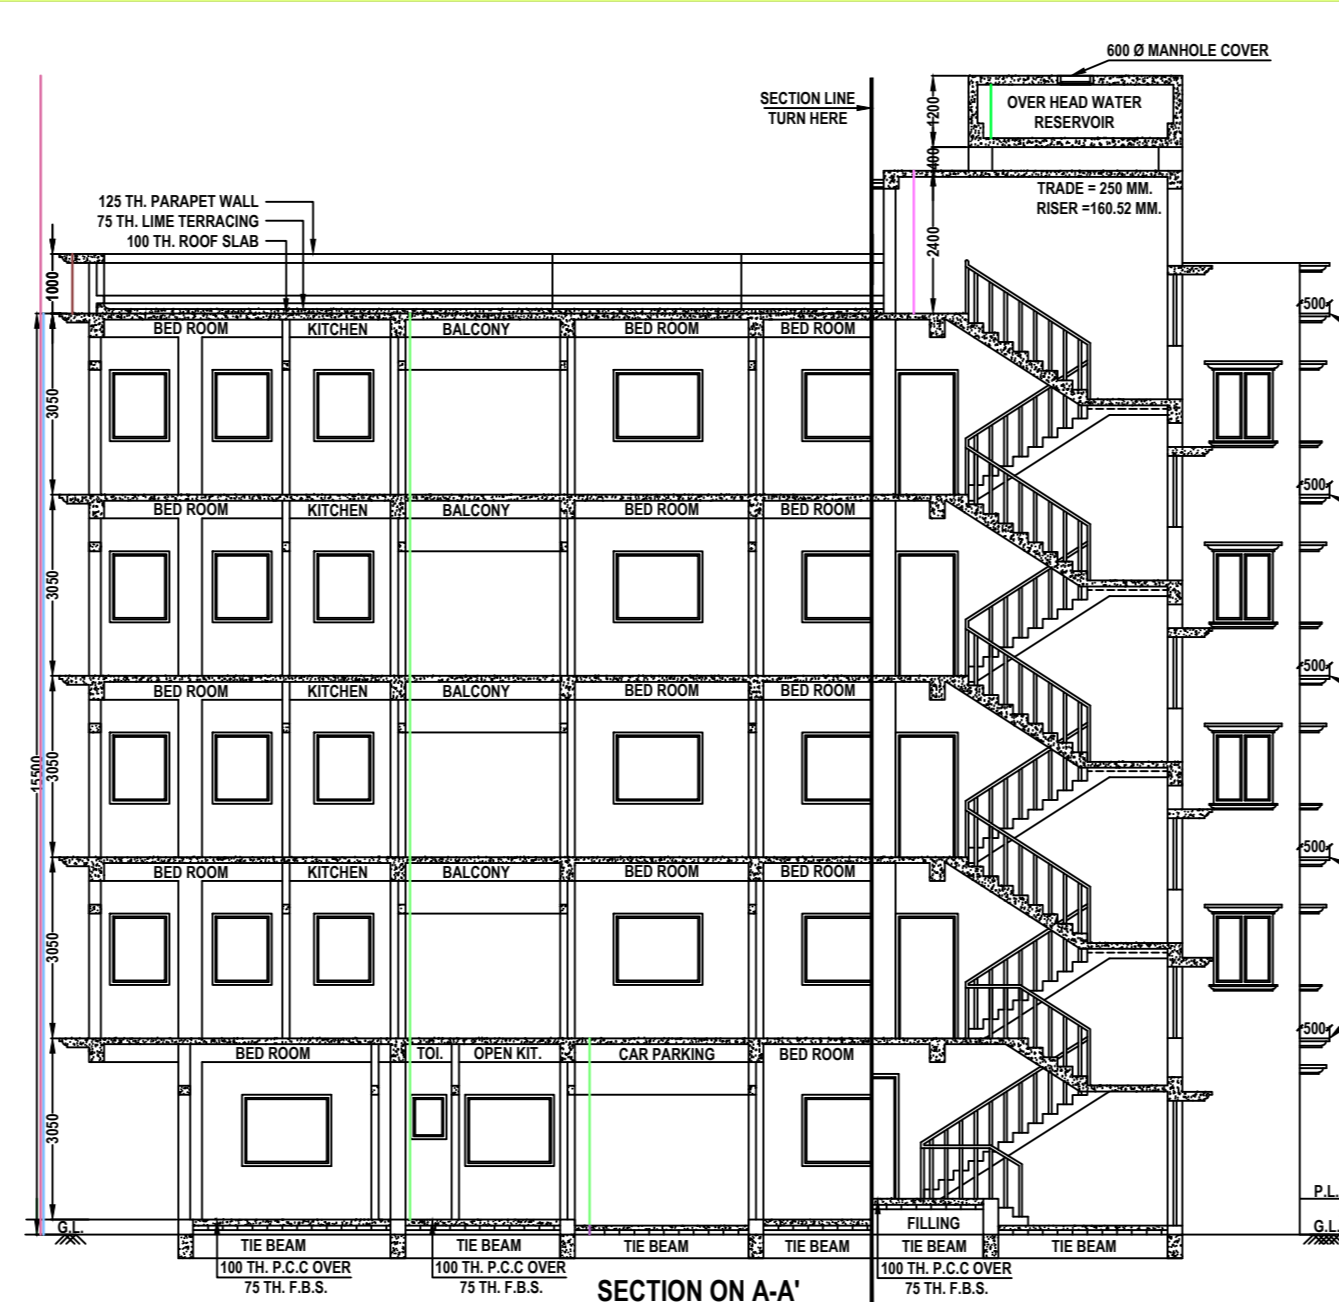 600 Ø MANHOLE COVER
SECTION LINE
TURN HERE
1200
OVER HEAD WATER
RESERVOIR
400
TRADE = 250 MM.
RISER =160.52 MM.
125 TH. PARAPET WALL
75 TH. LIME TERRACING
100 TH. ROOF SLAB
2400
1000
500
BED ROOM KITCHEN BALCONY BED ROOM BED ROOM
3050
500
BED ROOM KITCHEN BALCONY BED ROOM BED ROOM
3050
500
BED ROOM KITCHEN BALCONY BED ROOM BED ROOM
15500
3050
500
BED ROOM KITCHEN BALCONY BED ROOM BED ROOM
3050
500
BED ROOM TOI. OPEN KIT. CAR PARKING BED ROOM
3050
P.L.
G.L. FILLING G.L.
TIE BEAM TIE BEAM TIE BEAM TIE BEAM TIE BEAM TIE BEAM
100 TH. P.C.C OVER 100 TH. P.C.C OVER 100 TH. P.C.C OVER
75 TH. F.B.S. 75 TH. F.B.S. 75 TH. F.B.S.
SECTION ON A-A'